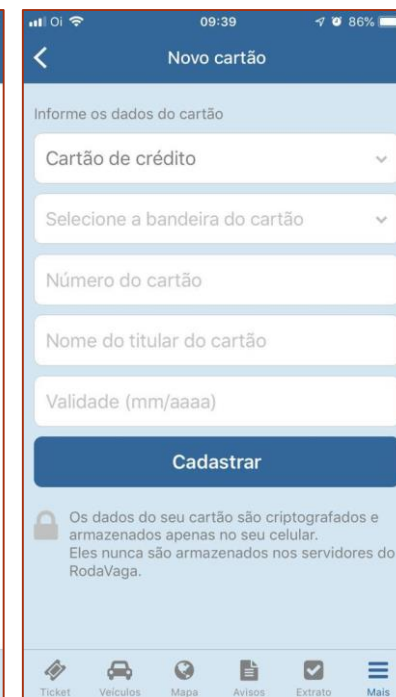 Oi 09:39 86%
Novo cartão
Informe os dados do cartão
Cartão de crédito
Selecione a bandeira do cartão
Número do cartão
Nome do titular do cartão
Validade (mm/aaaa)
Cadastrar
Os dados do seu cartão são criptografados e
armazenados apenas no seu celular.
Eles nunca são armazenados nos servidores do
RodaVaga.
Ticket Veículos Mapa Avisos Extrato Mais